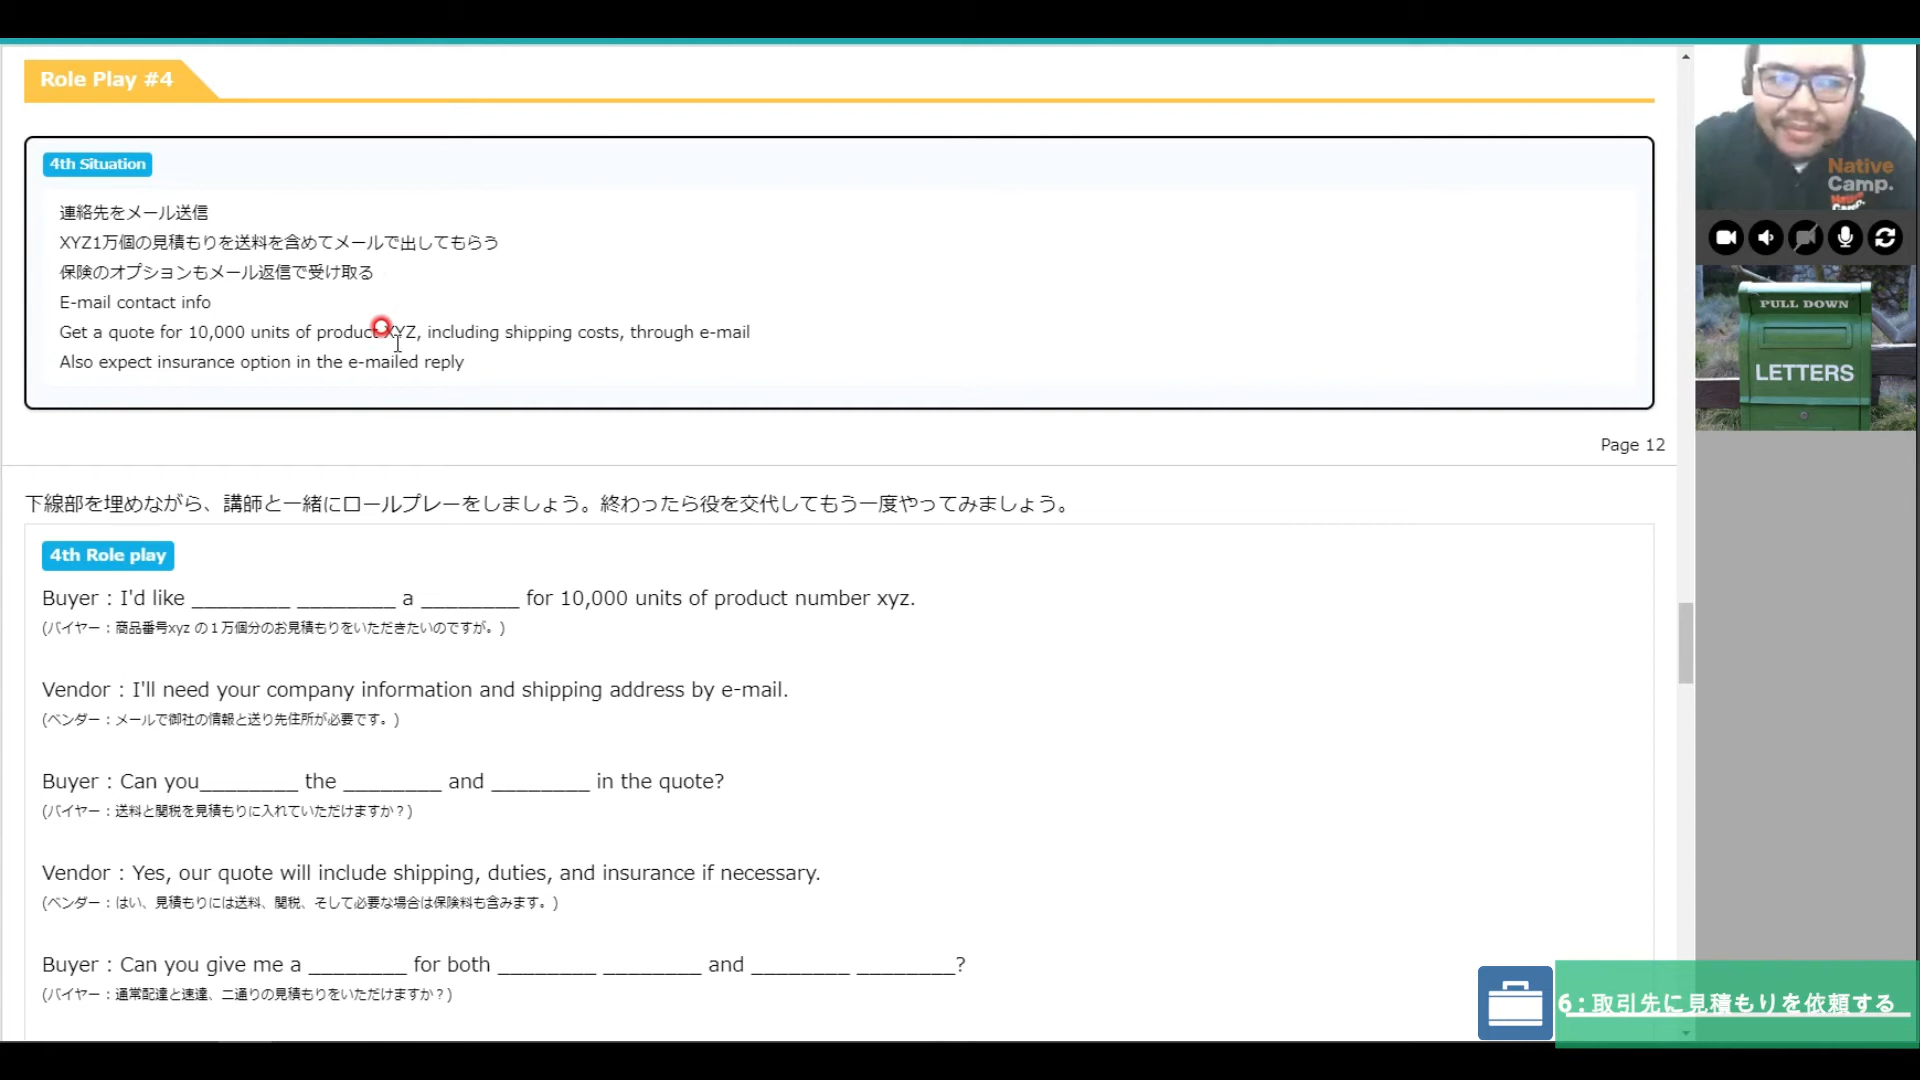 Role Play #4
4th Situation
連絡先をメール送信
XYZ1万個の見積もりを送料を含めてメールで出してもらう
保険のオプションもメール返信で受け取る
E-mail contact info
Get a quote for 10,000 units of product XYZ, including shipping costs, through e-mail
Also expect insurance option in the e-mailed reply
Page 12
下線部を埋めながら、講師と一緒にロールプレーをしましょう。終わったら役を交代してもう一度やってみましょう。
4th Role play
Buyer : I'd like ________ ________ a ________ for 10,000 units of product number xyz.
(バイヤー：商品番号xyz の１万個分のお見積もりをいただきたいのですが。)
Vendor : I'll need your company information and shipping address by e-mail.
(ベンダー：メールで御社の情報と送り先住所が必要です。)
Buyer : Can you________ the ________ and ________ in the quote?
(バイヤー：送料と関税を見積もりに入れていただけますか？)
Vendor : Yes, our quote will include shipping, duties, and insurance if necessary.
(ベンダー：はい、見積もりには送料、関税、そして必要な場合は保険料も含みます。)
Buyer : Can you give me a ________ for both ________ ________ and ________ ________?
(バイヤー：通常配達と速達、二通りの見積もりをいただけますか？)
Native
Camp.
PULL DOWN
LETTERS
6：取引先に見積もりを依頼する